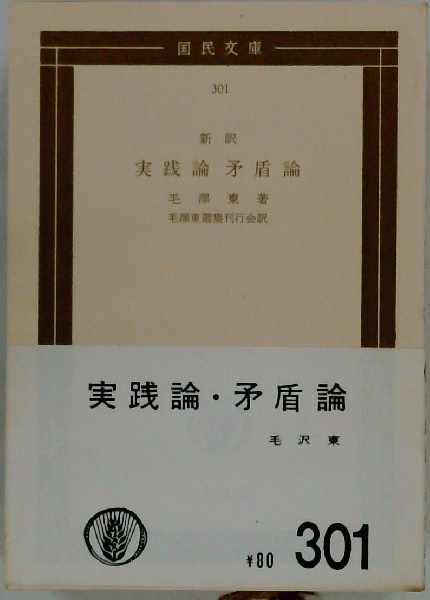 国民文庫
301
新訳
実践論 矛盾論
毛澤東著
毛澤東選集刊行会訳
実践論・矛盾論
毛沢東
¥80 301